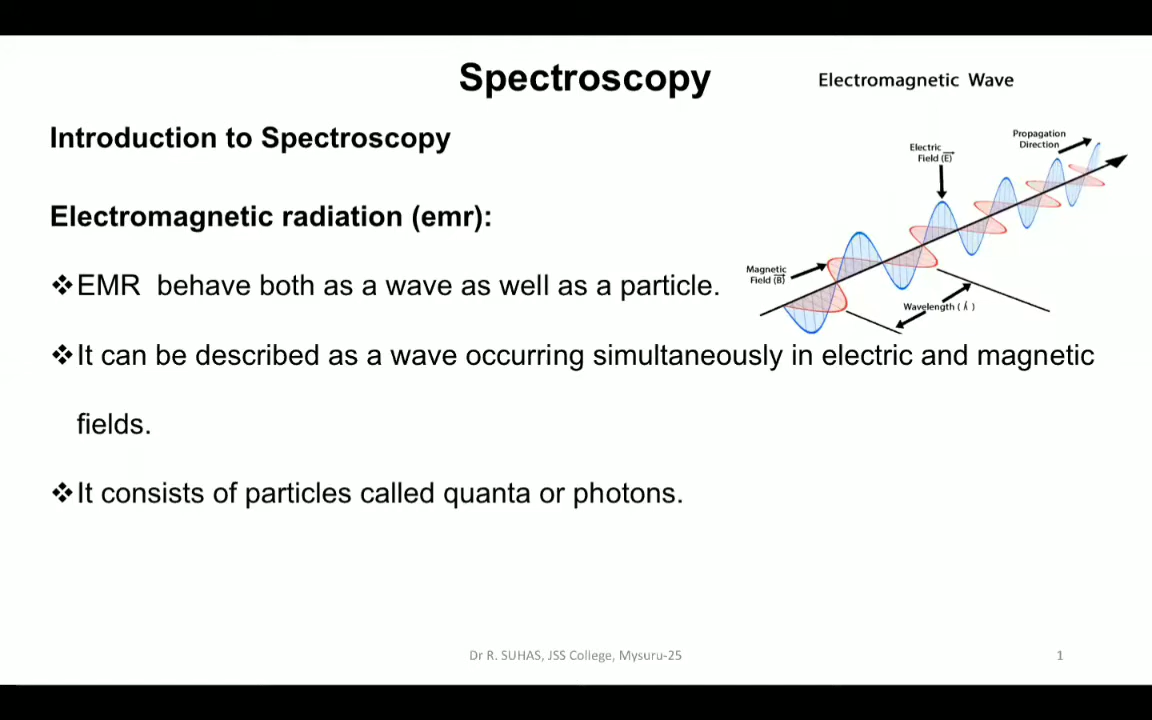 Spectroscopy
Electromagnetic Wave
Introduction to Spectroscopy
Propagation
Direction
Electric
Field (E)
Electromagnetic radiation (emr):
Magnetic
Field (B)
❖EMR behave both as a wave as well as a particle.
Wavelength ( λ )
❖It can be described as a wave occurring simultaneously in electric and magnetic
fields.
❖It consists of particles called quanta or photons.
Dr R. SUHAS, JSS College, Mysuru-25
1